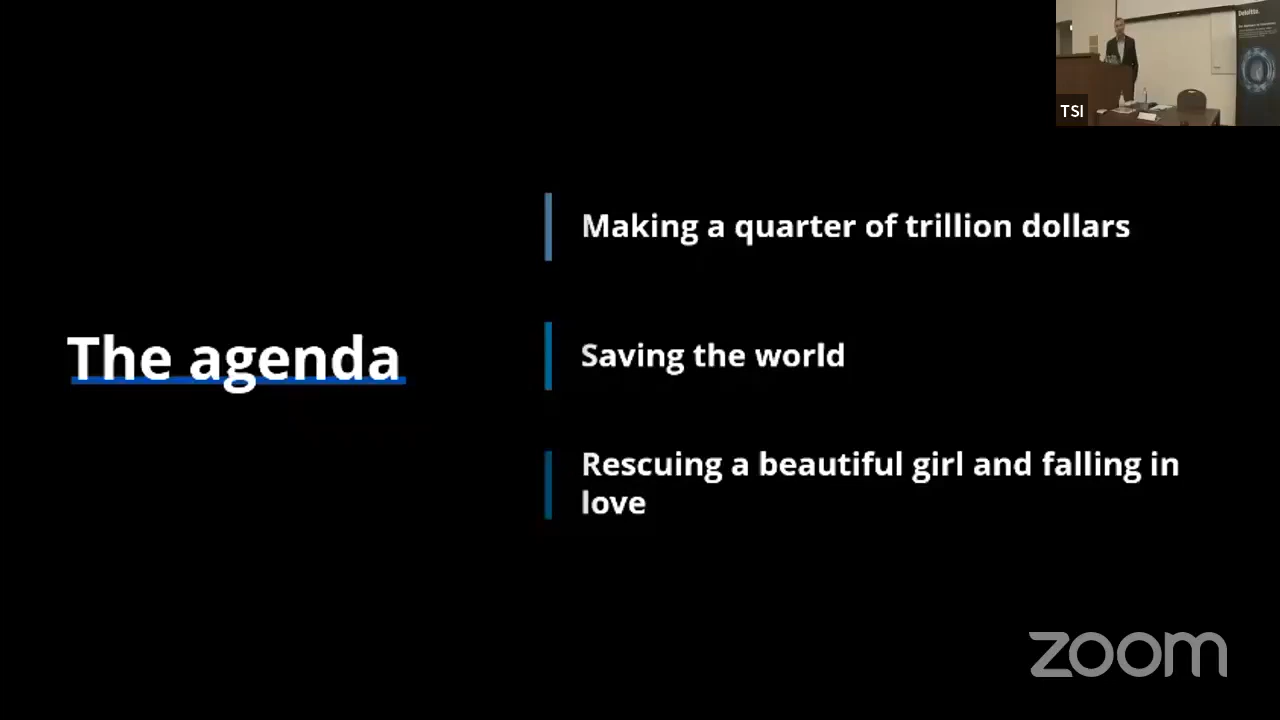 Deloitte.
TSI
The agenda
Making a quarter of trillion dollars
Saving the world
Rescuing a beautiful girl and falling in
love
zoom